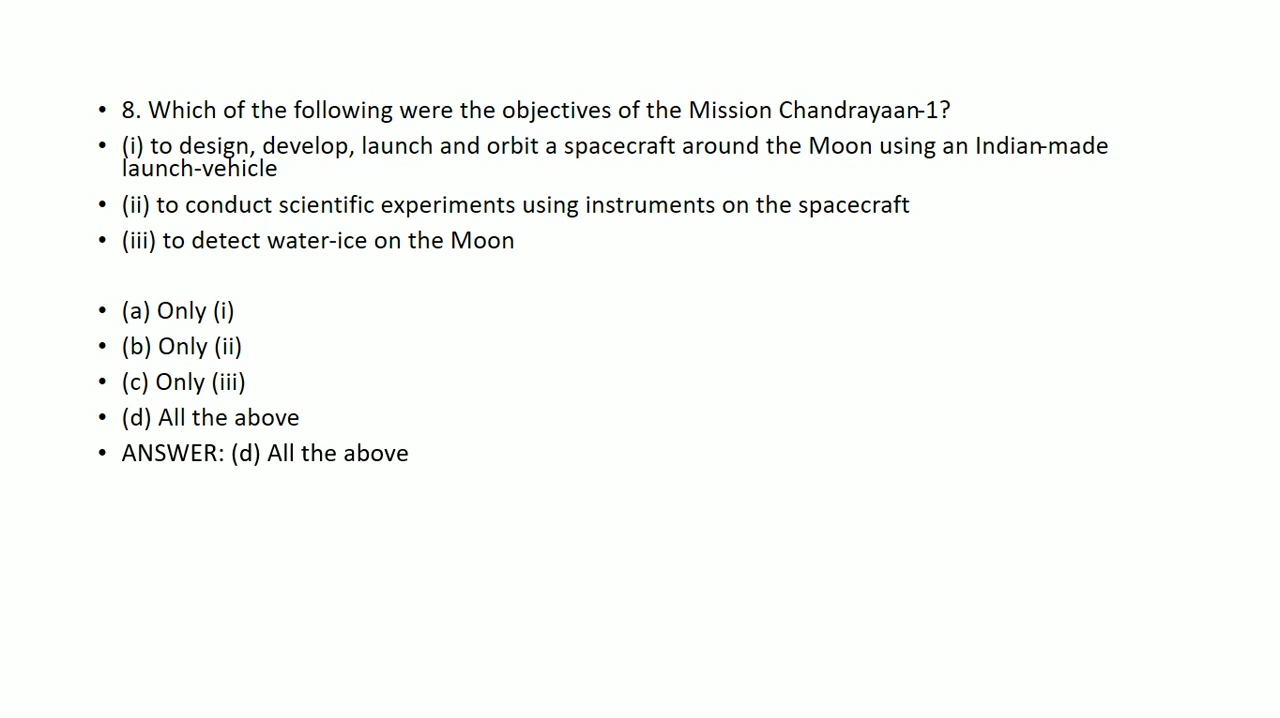 • 8. Which of the following were the objectives of the Mission Chandrayaan-1?
• (i) to design, develop, launch and orbit a spacecraft around the Moon using an Indian-made
launch-vehicle
• (ii) to conduct scientific experiments using instruments on the spacecraft
• (iii) to detect water-ice on the Moon
• (a) Only (i)
• (b) Only (ii)
• (c) Only (iii)
• (d) All the above
• ANSWER: (d) All the above